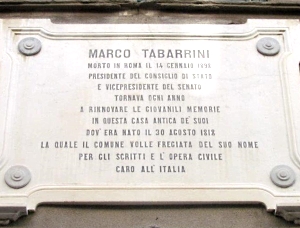 MARCO TABARRINI
MORTO IN ROMA IL 14 GENNAIO 1898
PRESIDENTE DEL CONSIGLIO DI STATO
E VICEPRESIDENTE DEL SENATO
TORNAVA OGNI ANNO
A RINNOVARE LE GIOVANILI MEMORIE
IN QUESTA CASA ANTICA DE' SUOI
DOV' ERA NATO IL 30 AGOSTO 1818
LA QUALE IL COMUNE VOLLE FREGIATA DEL SUO NOME
PER GLI SCRITTI E L' OPERA CIVILE
CARO ALL' ITALIA